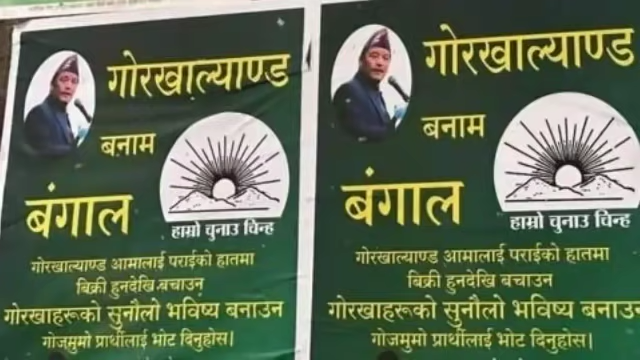 गोरखाल्याण्ड
बनाम
बंगाल
हाम्रो चुनाउ चिन्ह
गोरखाल्याण्ड आमालाई पराईको हातमा
बिक्री हुनदेखि बचाउन
गोरखाहरूको सुनौलो भविष्य बनाउन
गोजमुमो प्रार्थीलाई भोट दिनुहोस्।
गोरखाल्याण्ड
बनाम
बंगाल
हाम्रो चुनाउ चिन्ह
गोरखाल्याण्ड आमालाई पराईको हातमा
बिक्री हुनदेखि बचाउन
गोरखाहरूको सुनौलो भविष्य बनाउन
गोजमुमो प्रार्थीलाई भोट दिनुहोस्।